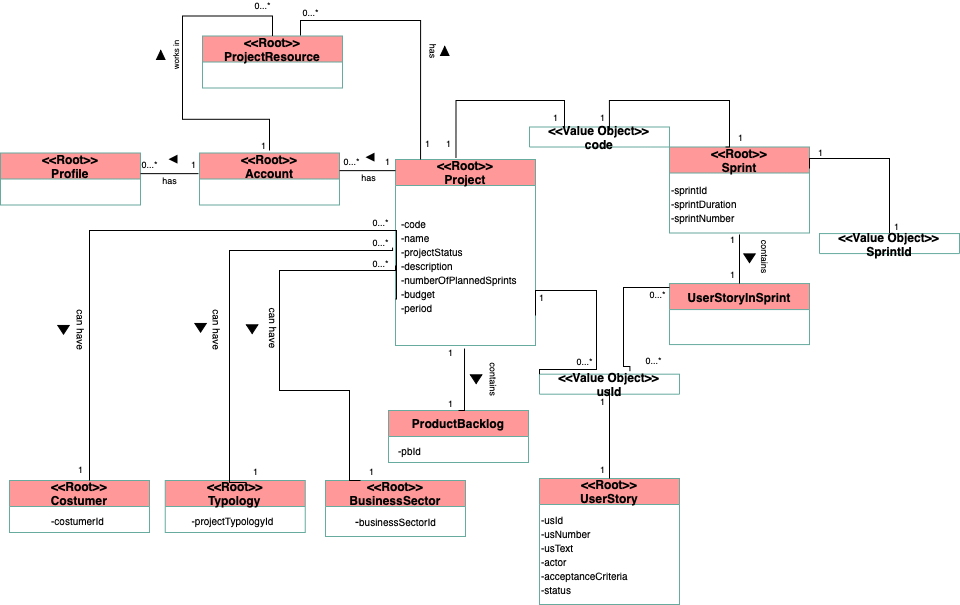 0...*
0...*
<<Root>>
ProjectResource
works in
has
1
1
1
<<Root>>
Profile
0...*
has
1
<<Root>>
Account
0...*
has
1
<<Root>>
Project
-code
-name
-projectStatus
-description
-numberOfPlannedSprints
-budget
-period
1
1
<<Value Object>>
code
1
<<Root>>
Sprint
-sprintId
-sprintDuration
-sprintNumber
1
1
<<Value Object>>
SprintId
1
contains
1
UserStoryInSprint
0...*
0...*
0...*
0...*
can have
can have
can have
1
0...*
0...*
<<Value Object>>
usId
1
1
contains
1
ProductBacklog
-pbId
1
<<Root>>
Costumer
-costumerId
1
<<Root>>
Typology
-projectTypologyId
1
<<Root>>
BusinessSector
-businessSectorId
1
<<Root>>
UserStory
-usId
-usNumber
-usText
-actor
-acceptanceCriteria
-status